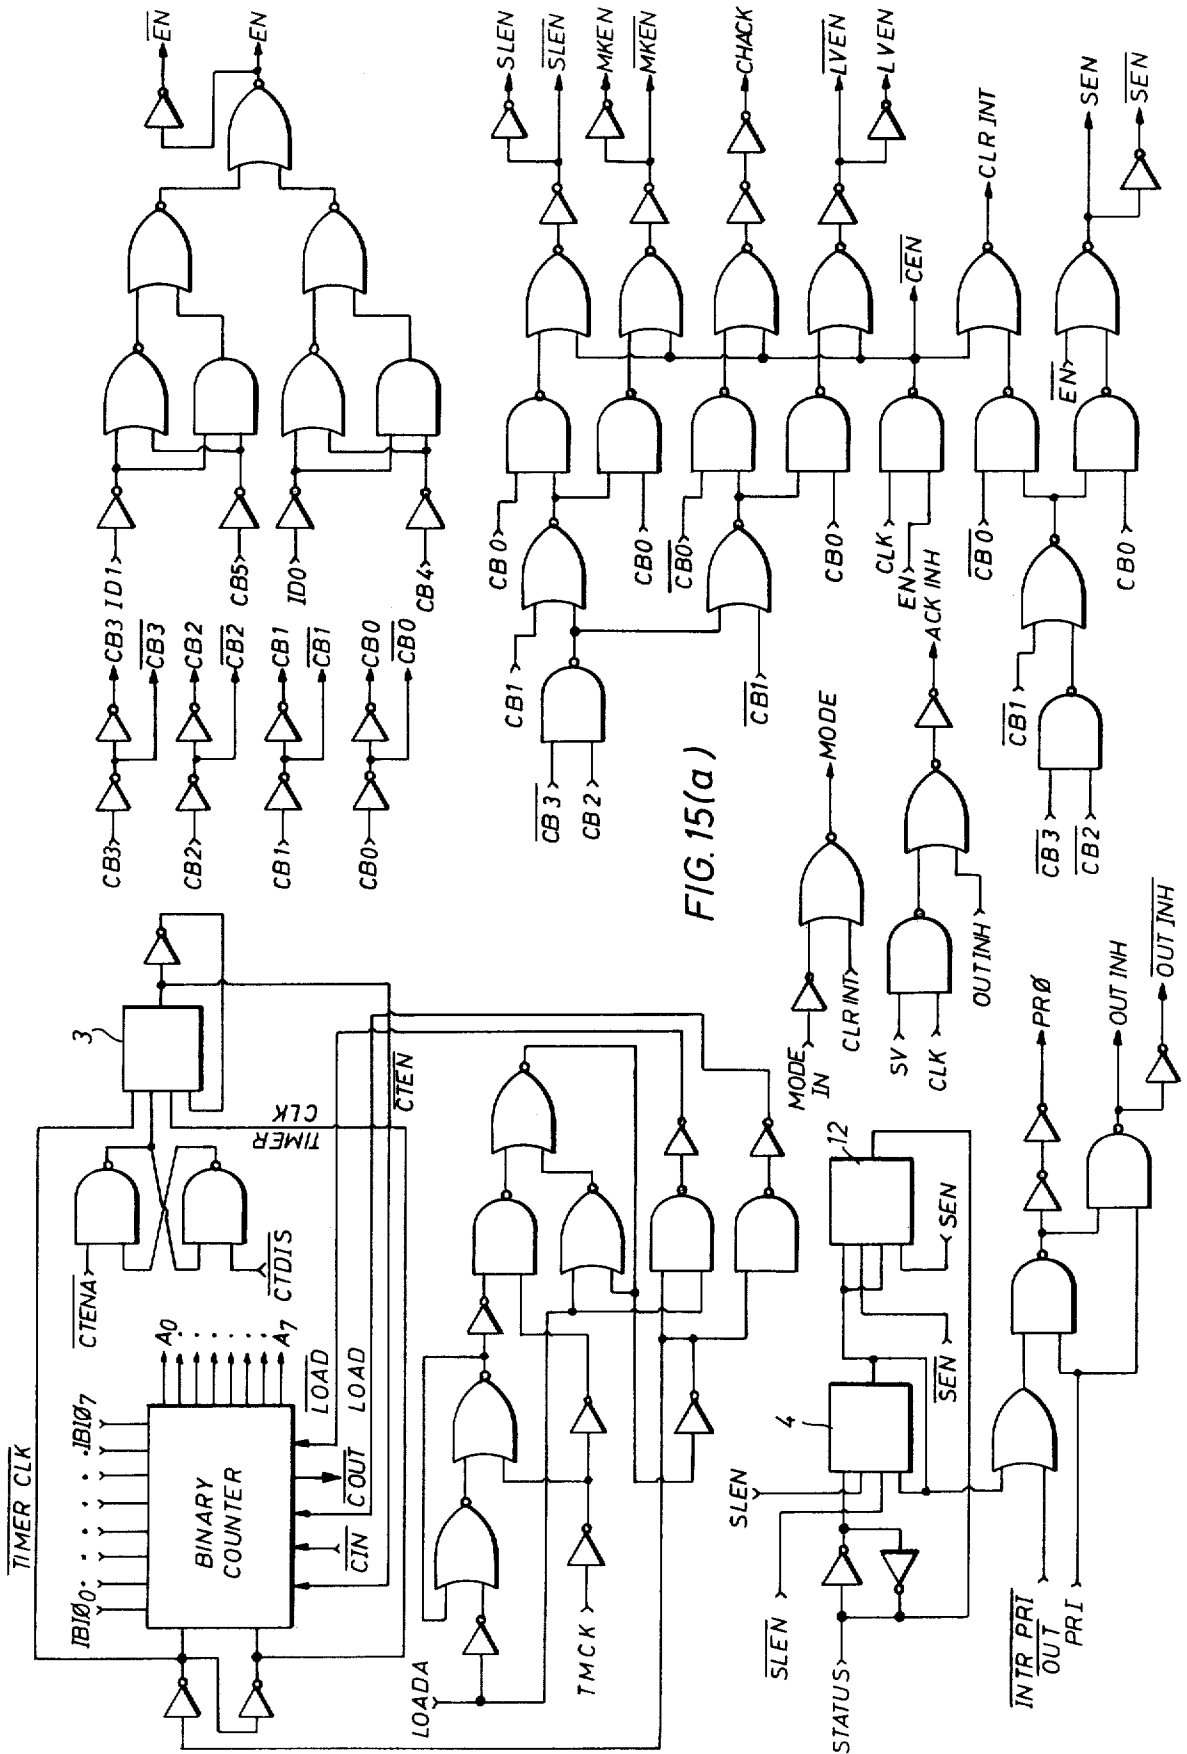 TIMER CLK
IBIØ0 . . . . . . IBIØ7
BINARY
COUNTER
A0
. . . . . .
A7
LOAD
COUT
LOAD
CIN
CTENA
CTDIS
3
TIMER
CLK
CTEN
CB3
CB3
CB3
CB2
CB2
CB2
CB1
CB1
CB1
CB0
CB0
CB0
ID1
CB5
ID0
CB4
EN
EN
LOADA
TMCK
FIG. 15(a)
CB3
CB2
CB1
CB1
CB0
CB0
CB0
CB0
CLK
EN
CB0
CB0
EN
SLEN
SLEN
MKEN
MKEN
CHACK
LVEN
LVEN
CEN
CLR INT
SEN
SEN
MODE
IN
CLR INT
MODE
SV
CLK
OUT INH
ACK INH
CB3
CB2
CB1
SLEN
SLEN
STATUS
4
12
SEN
SEN
INTR PRI
OUT
PRI
PRØ
OUT INH
OUT INH